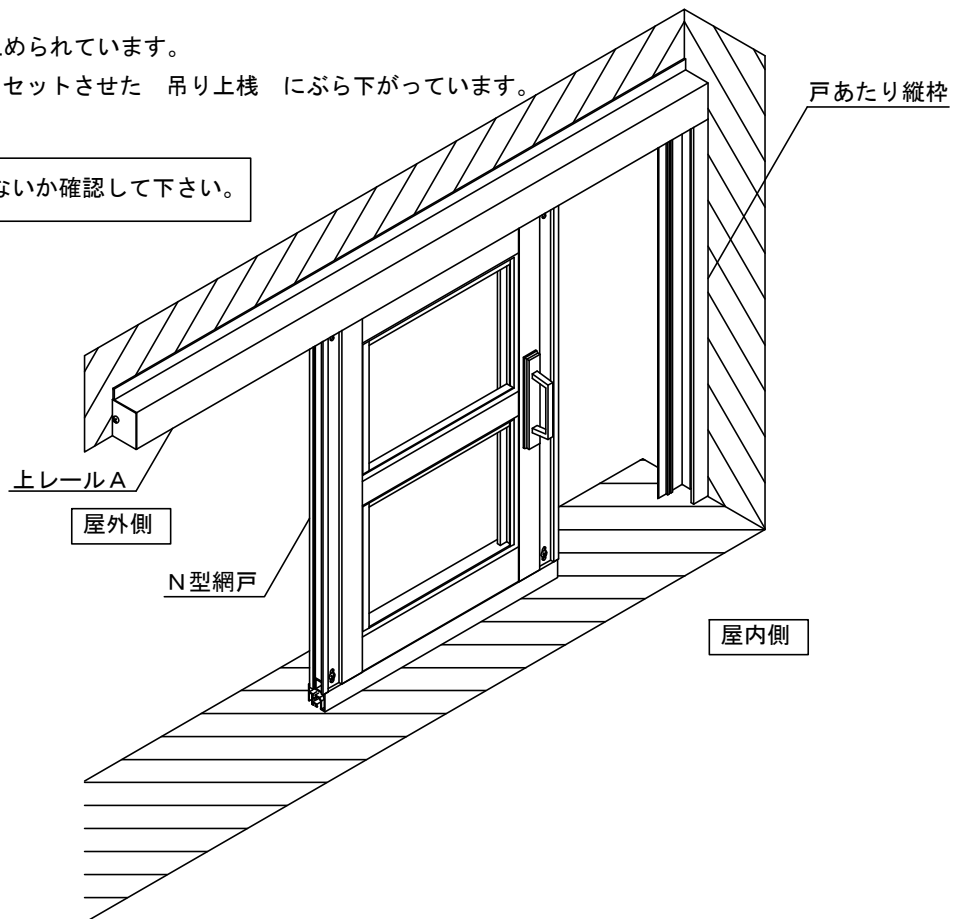 められています。
セットさせた　吊り上桟　にぶら下がっています。
戸あたり縦枠
ないか確認して下さい。
上レールA
屋外側
N型網戸
屋内側